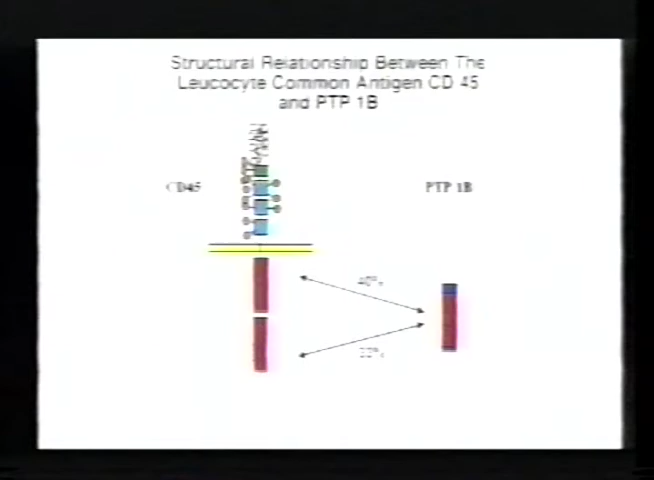 Structural Relationship Between The
Leucocyte Common Antigen CD 45
and PTP 1B
CD45
PTP 1B
40%